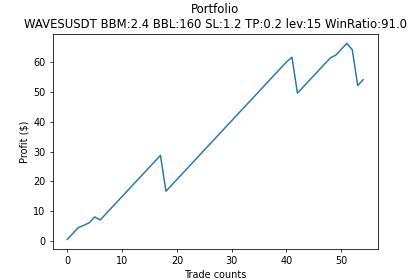 Portfolio
WAVESUSDT BBM:2.4 BBL:160 SL:1.2 TP:0.2 lev:15 WinRatio:91.0
Profit ($)
60
50
40
30
20
10
0
0 10 20 30 40 50
Trade counts